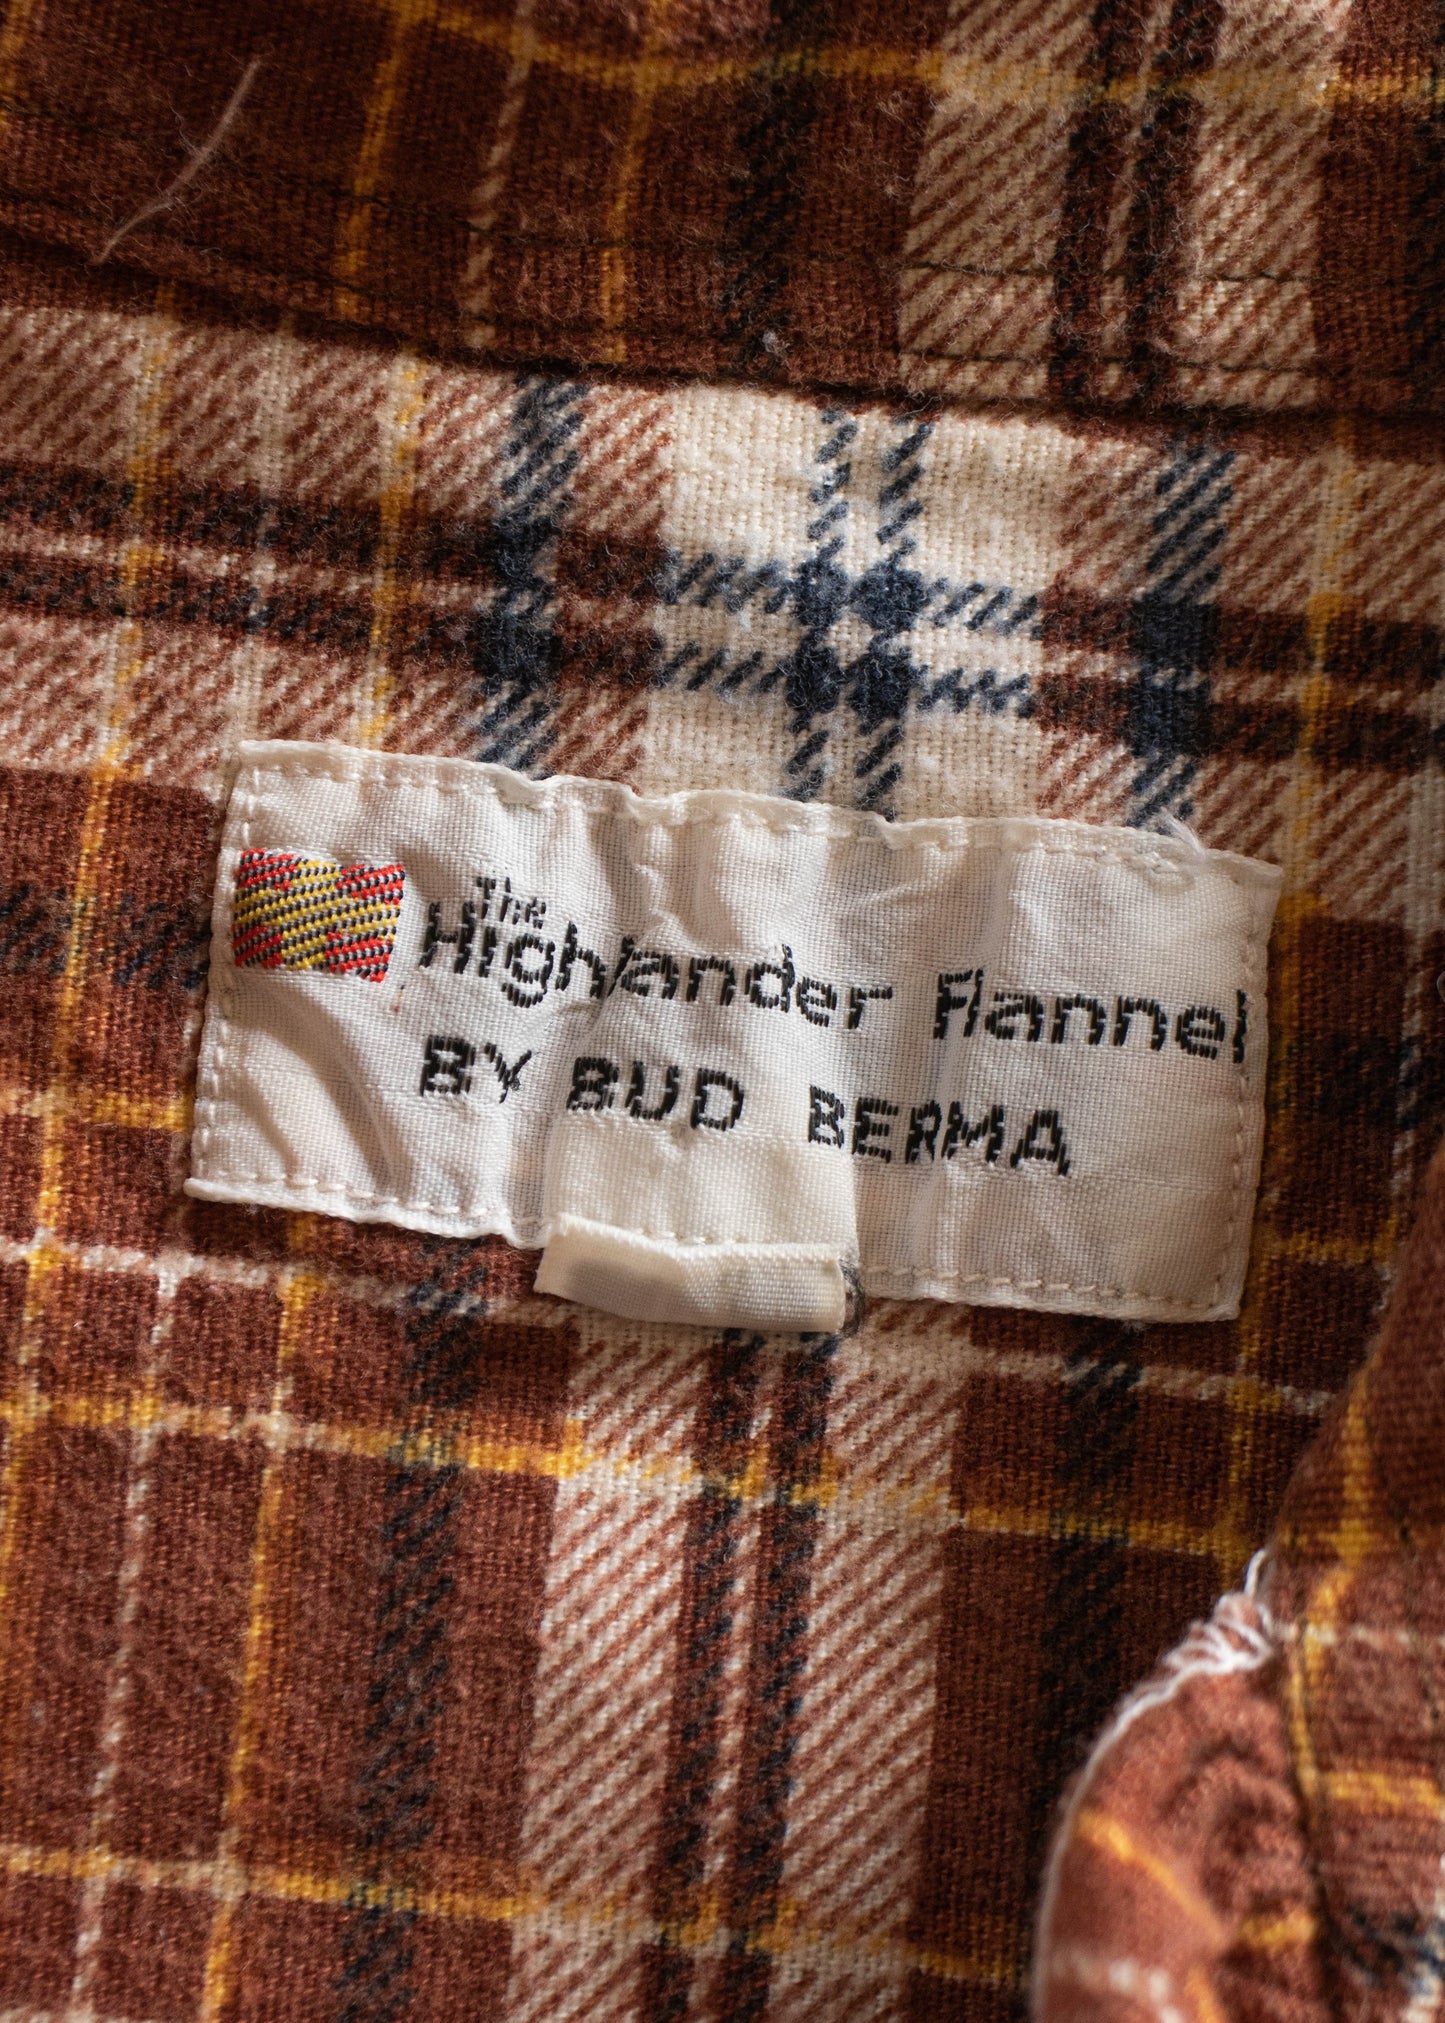 The
Highlander Flannel
BY BUD BERMA